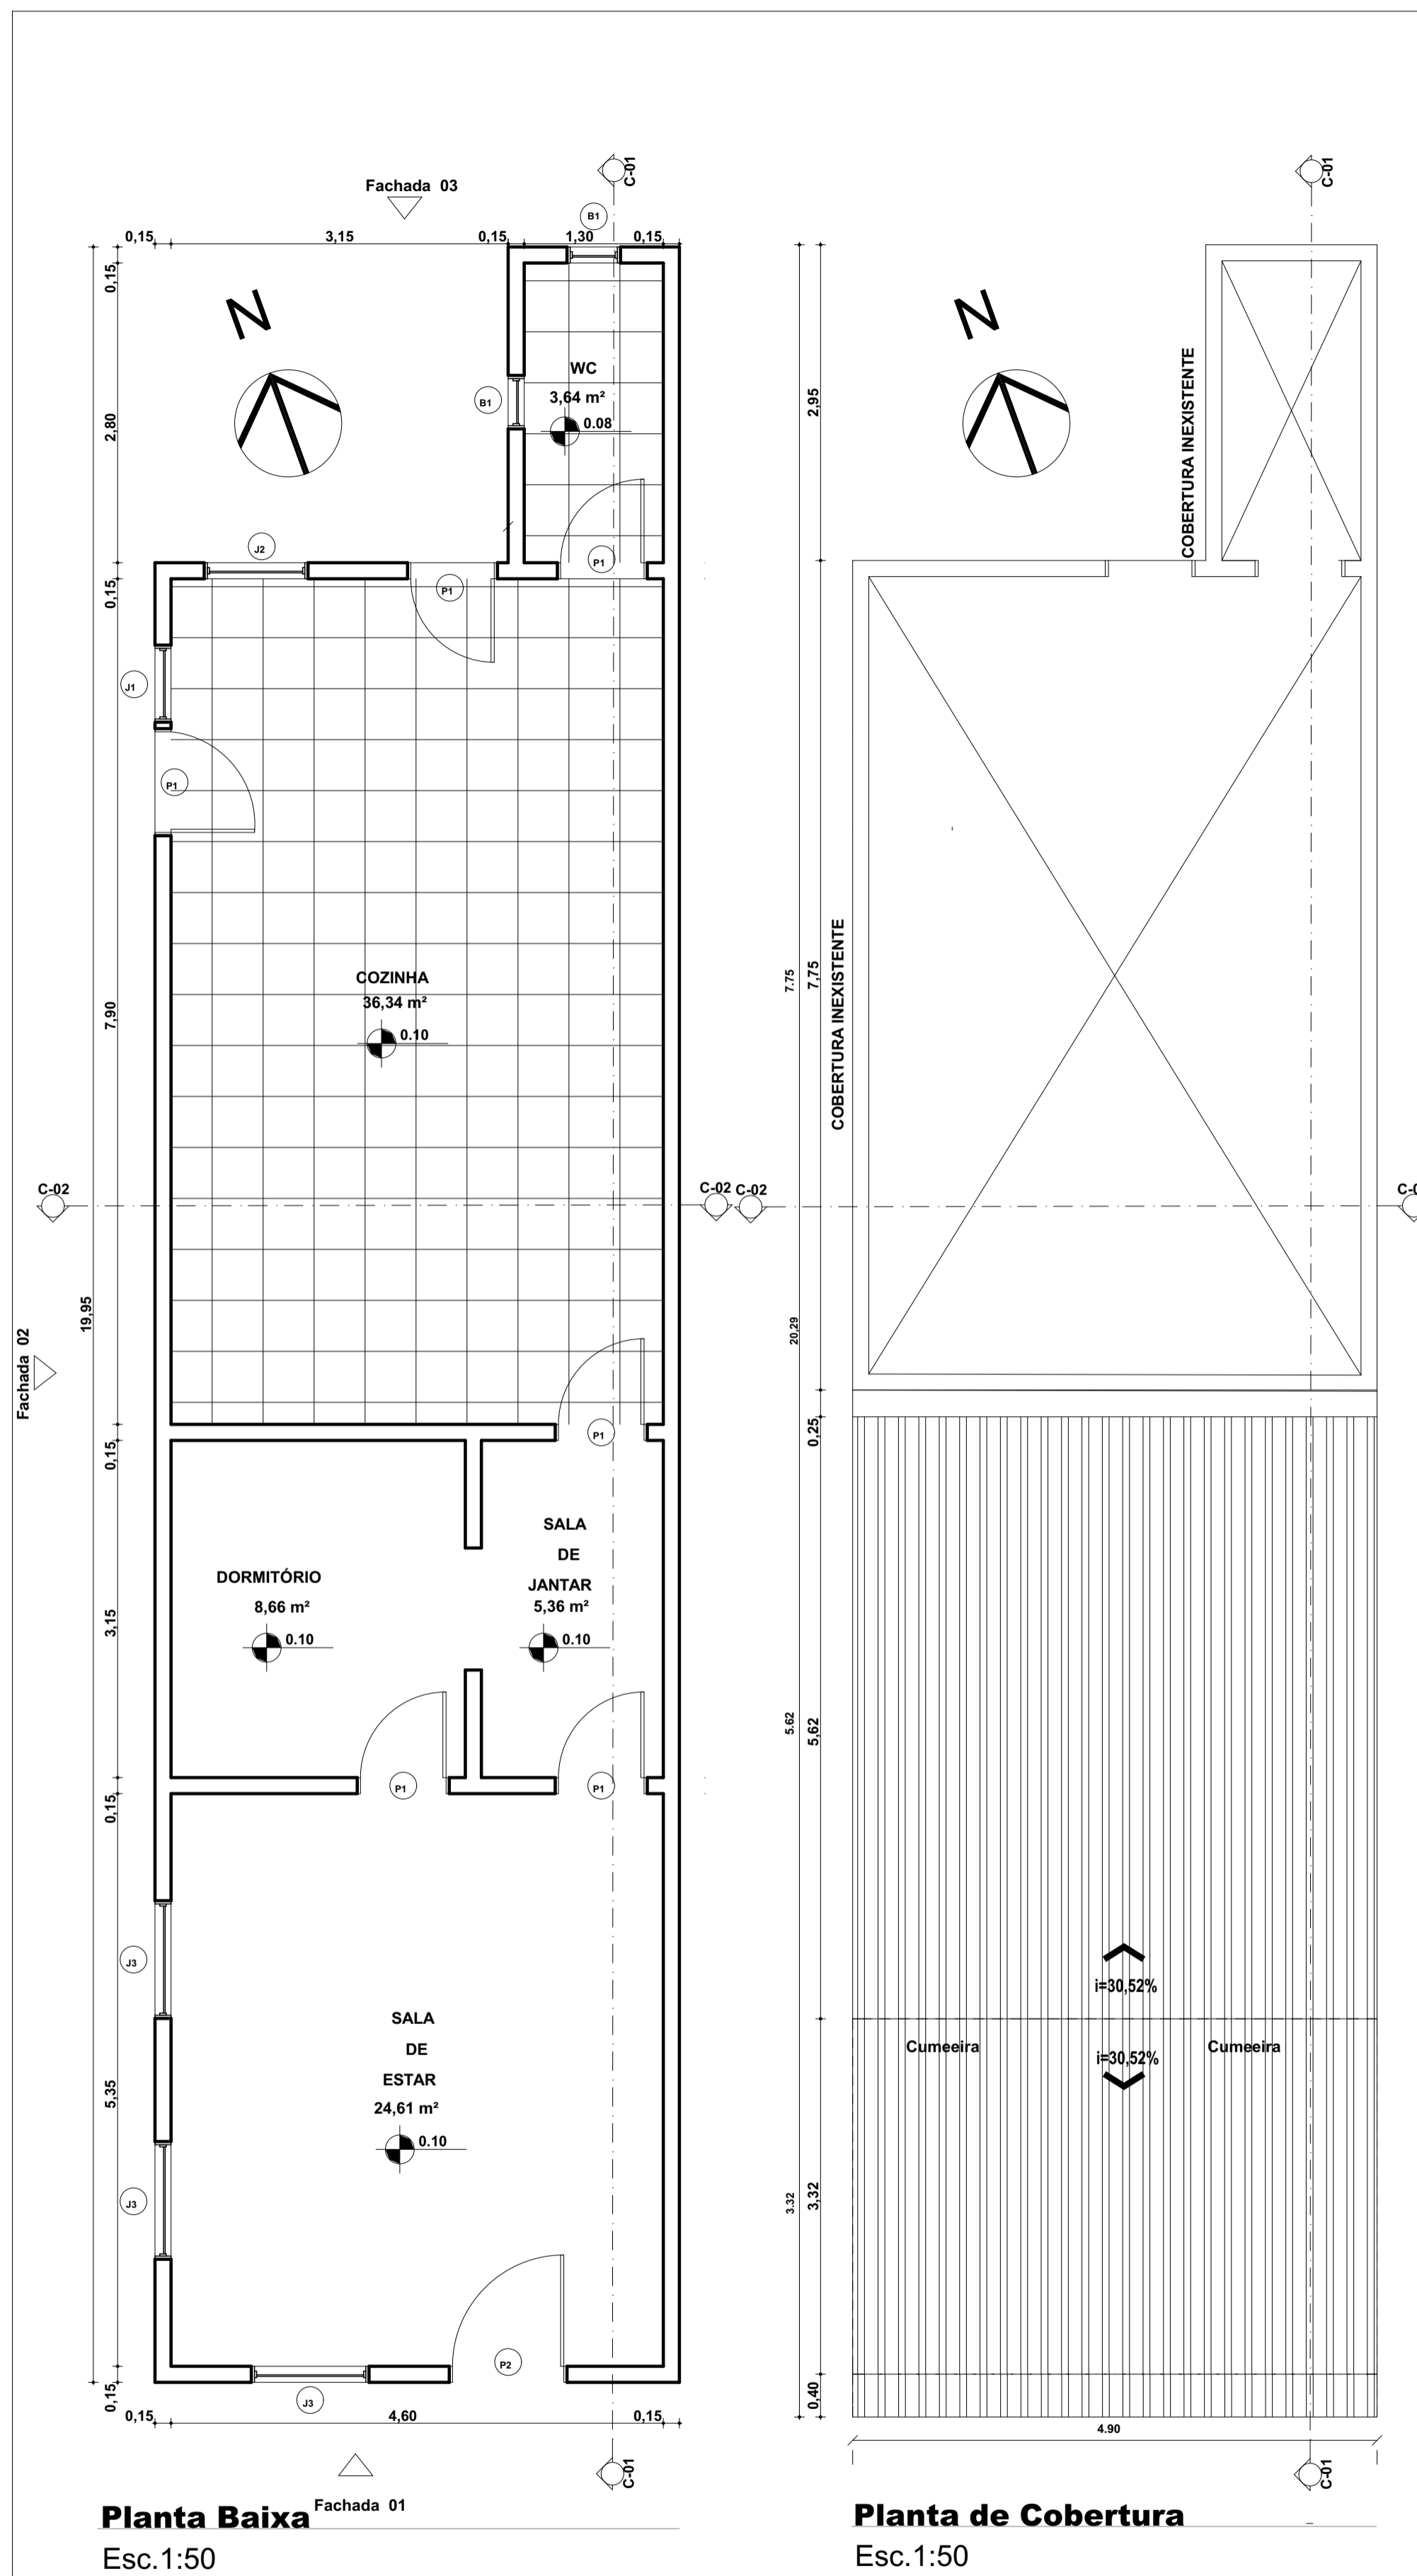 Fachada 03
C-01
B1
0,15
3,15
0,15
1,30
0,15
0,15
N
WC
3,64 m²
0.08
B1
2,80
J2
P1
P1
0,15
J1
P1
COZINHA
36,34 m²
0.10
7,90
C-02
C-02
19,95
Fachada 02
P1
0,15
SALA
DE
JANTAR
5,36 m²
0.10
DORMITÓRIO
8,66 m²
0.10
3,15
P1
P1
0,15
J3
SALA
DE
ESTAR
24,61 m²
0.10
5,35
J3
P2
0,15
J3
0,15
4,60
0,15
C-01
Fachada 01
Planta Baixa
Esc.1:50
C-01
N
COBERTURA INEXISTENTE
2,95
7.75
7,75
COBERTURA INEXISTENTE
C-02
20,29
0,25
5.62
5,62
i=30,52%
Cumeeira
Cumeeira
i=30,52%
3.32
3,32
0,40
4.90
C-01
Planta de Cobertura
Esc.1:50